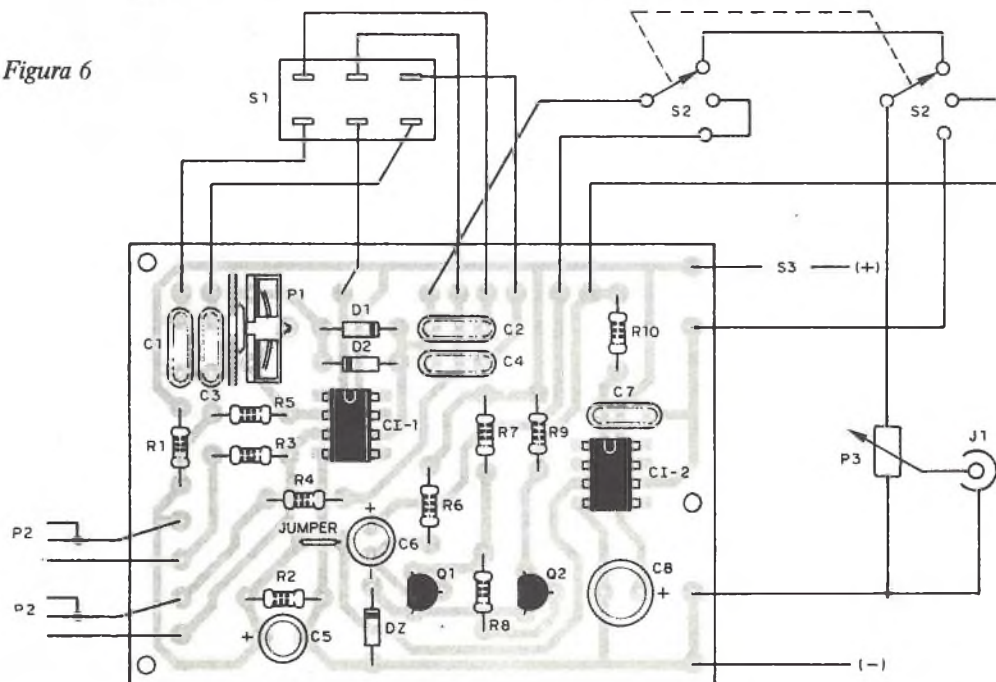 Figura 6
S1
S2
S2
S3
(+)
P1
D1
C2
R10
C1
D2
C4
C3
C7
R5
CI-1
R7
R9
R1
R3
CI-2
P3
J1
R4
R6
P2
JUMPER
+
C6
R2
Q1
Q2
C8
+
P2
+
C5
DZ
R8
(-)